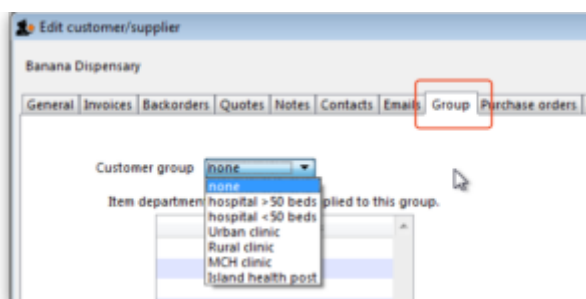 Edit customer/supplier
Banana Dispensary
General Invoices Backorders Quotes Notes Contacts Emails Group Purchase orders
Customer group none
none
Item departmen hospital >50 beds plied to this group.
hospital <50 beds
Urban clinic
Rural clinic
MCH clinic
Island health post